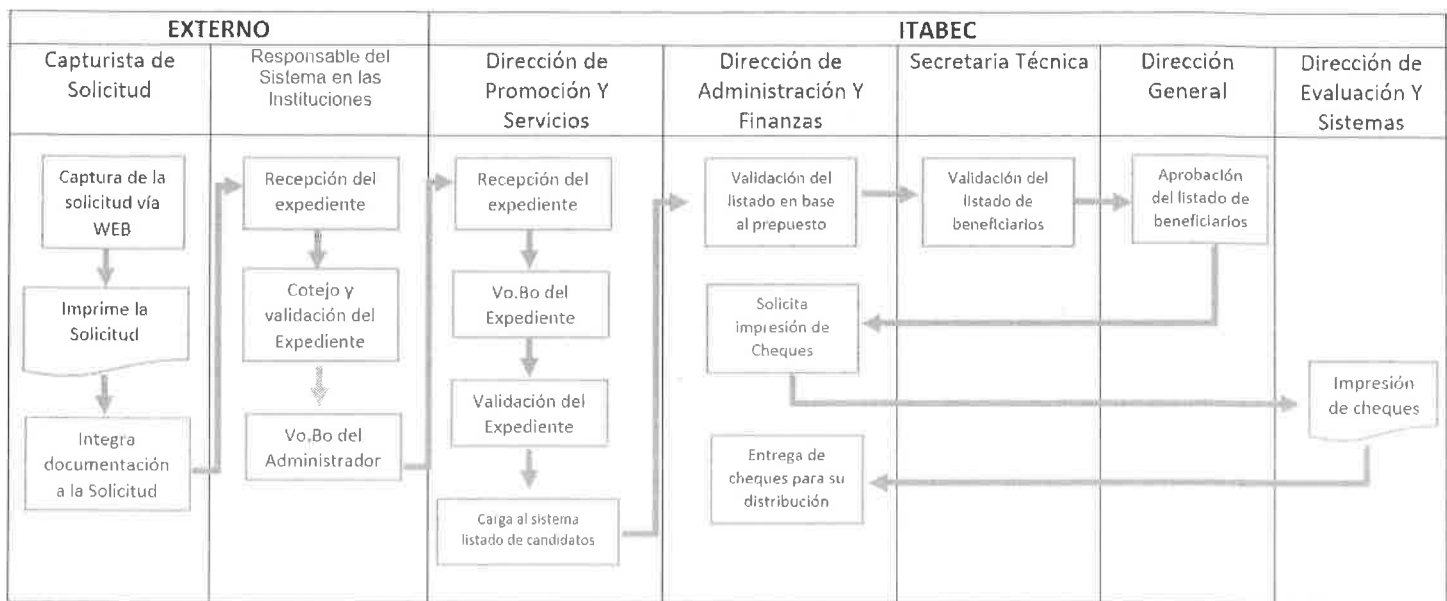 EXTERNO
ITABEC
Capturista de
Solicitud
Responsable del
Sistema en las
Instituciones
Dirección de
Promoción Y
Servicios
Dirección de
Administración Y
Finanzas
Secretaria Técnica
Dirección
General
Dirección de
Evaluación Y
Sistemas
Captura de la
solicitud vía
WEB
Imprime la
Solicitud
Integra
documentación
a la Solicitud
Recepción del
expediente
Cotejo y
validación del
Expediente
Vo.Bo del
Administrador
Recepción del
expediente
Vo.Bo del
Expediente
Validación del
Expediente
Carga al sistema
listado de candidatos
Validación del
listado en base
al prepuesto
Solicita
impresión de
Cheques
Entrega de
cheques para su
distribución
Validación del
listado de
beneficiarios
Aprobación
del listado de
beneficiarios
Impresión
de cheques